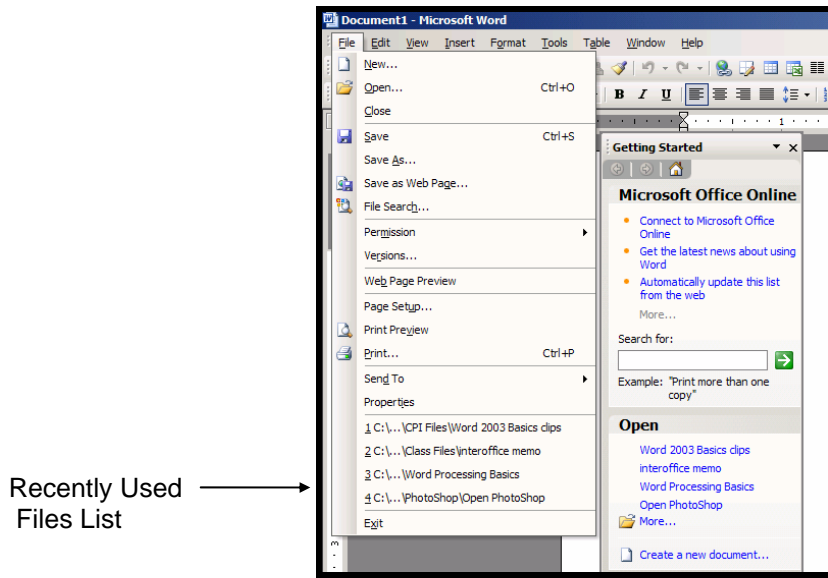 Document1 - Microsoft Word
File Edit View Insert Format Tools Table Window Help
New...
Open... Ctrl+O
Close
Save Ctrl+S
Save As...
Save as Web Page...
File Search...
Permission
Versions...
Web Page Preview
Page Setup...
Print Preview
Print... Ctrl+P
Send To
Properties
1 C:\...\CPI Files\Word 2003 Basics clips
2 C:\...\Class Files\interoffice memo
3 C:\...\Word Processing Basics
4 C:\...\PhotoShop\Open PhotoShop
Exit
B I U
1
Getting Started
Microsoft Office Online
Connect to Microsoft Office
Online
Get the latest news about using
Word
Automatically update this list
from the web
More...
Search for:
Example: "Print more than one
copy"
Open
Word 2003 Basics clips
interoffice memo
Word Processing Basics
Open PhotoShop
More...
Create a new document...
Recently Used
Files List
3